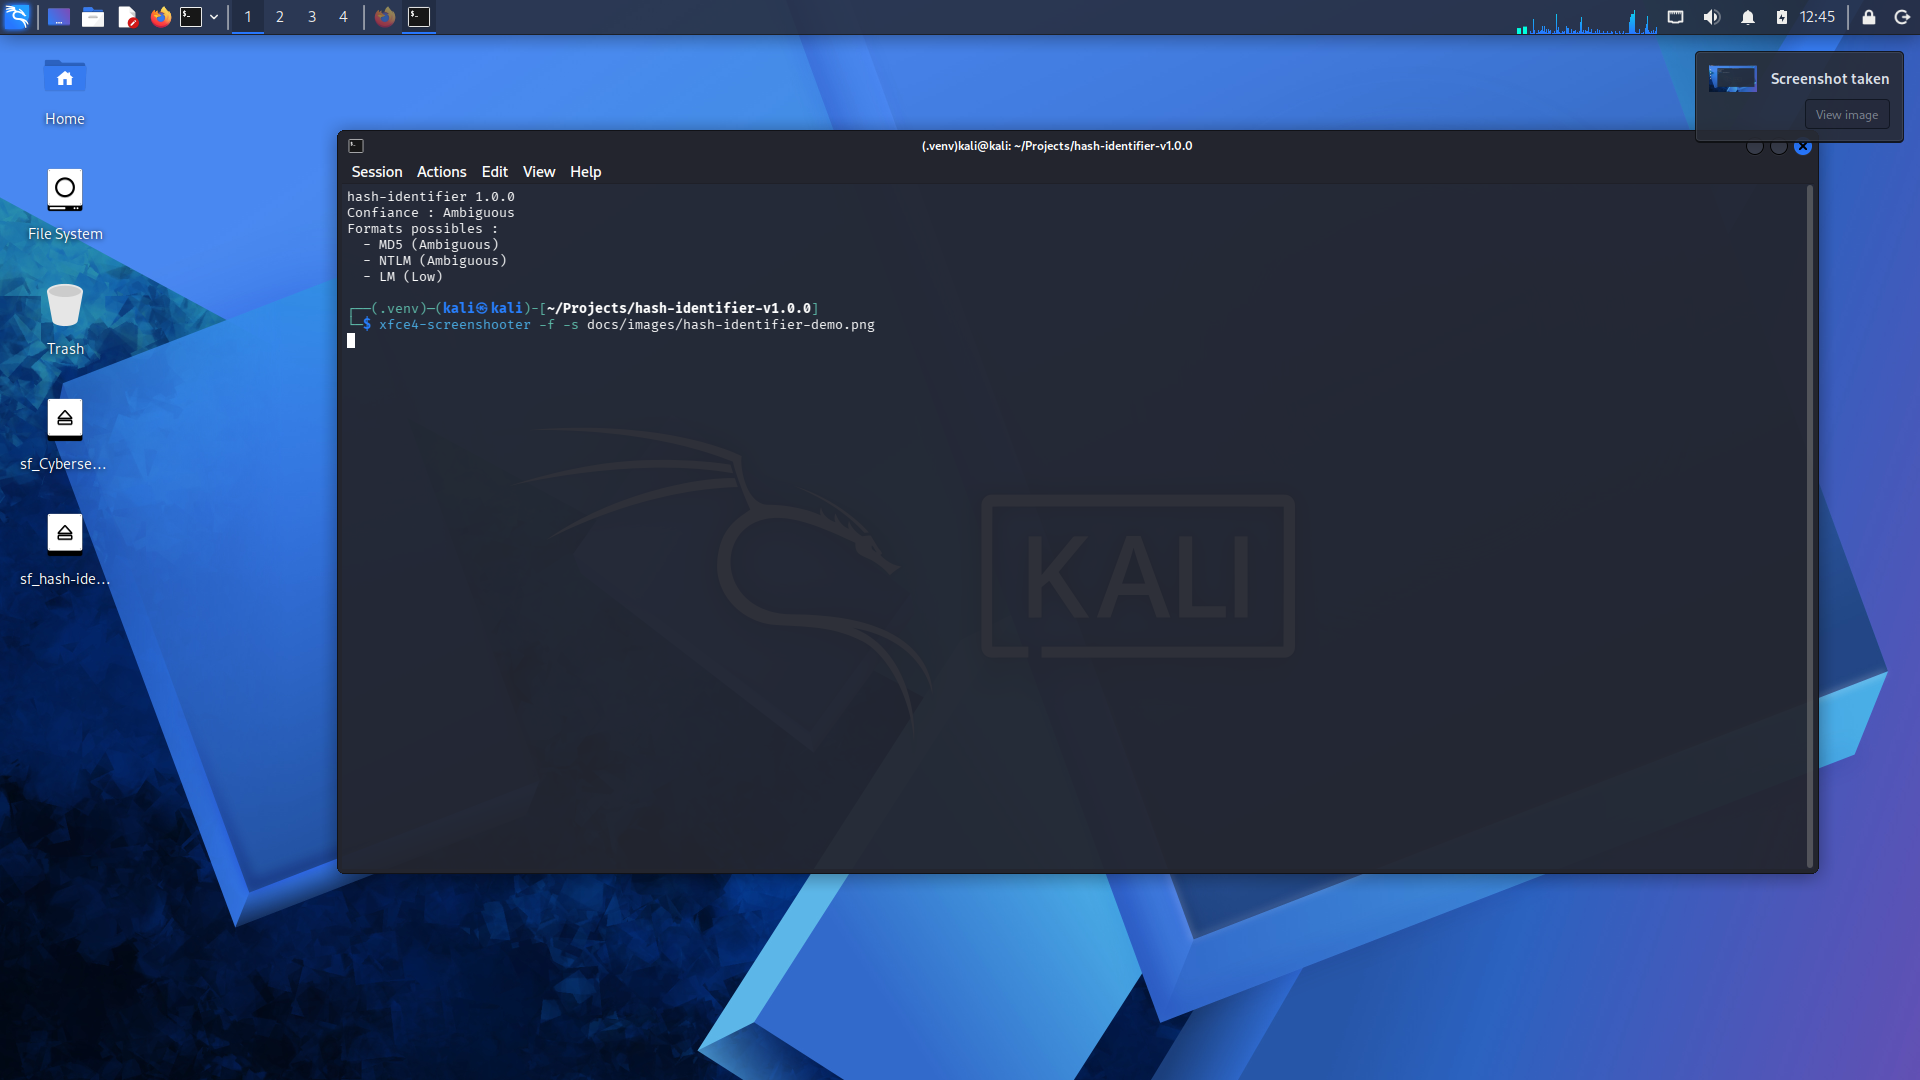 1 2 3 4
12:45
Home
File System
Trash
sf_Cyberse...
sf_hash-ide...
Screenshot taken
View image
(.venv)kali@kali: ~/Projects/hash-identifier-v1.0.0
Session Actions Edit View Help
hash-identifier 1.0.0
Confiance : Ambiguous
Formats possibles :
- MD5 (Ambiguous)
- NTLM (Ambiguous)
- LM (Low)
┌──(.venv)─(kali㉿kali)-[~/Projects/hash-identifier-v1.0.0]
└─$ xfce4-screenshooter -f -s docs/images/hash-identifier-demo.png
KALI